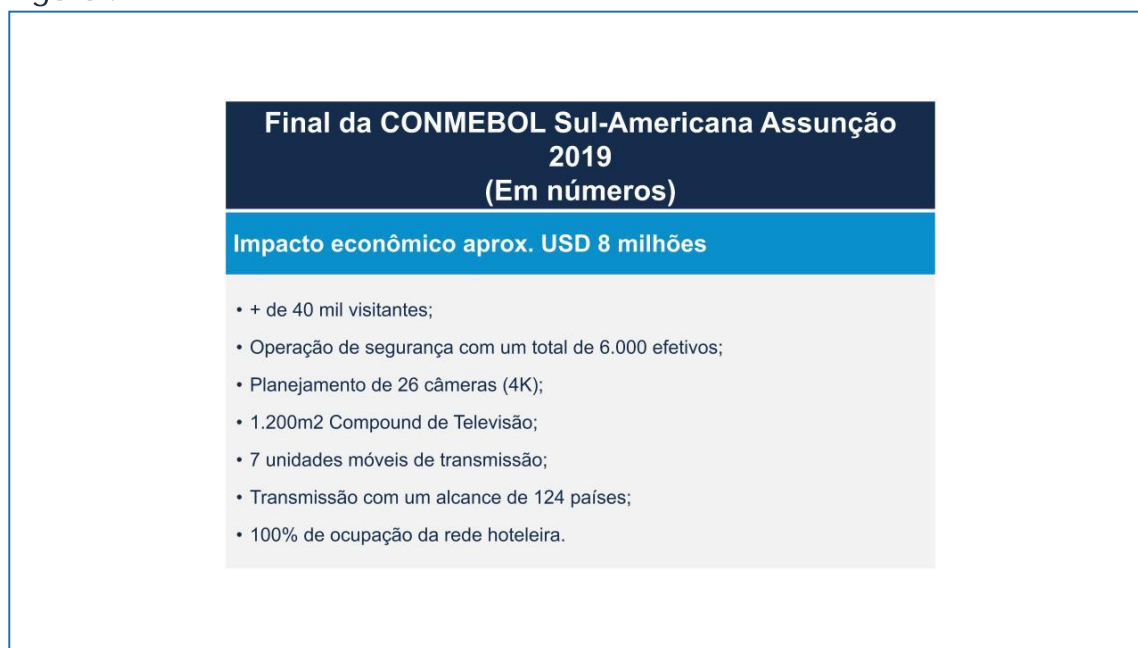 Final da CONMEBOL Sul-Americana Assunção
2019
(Em números)
Impacto econômico aprox. USD 8 milhões
• + de 40 mil visitantes;
• Operação de segurança com um total de 6.000 efetivos;
• Planejamento de 26 câmeras (4K);
• 1.200m2 Compound de Televisão;
• 7 unidades móveis de transmissão;
• Transmissão com um alcance de 124 países;
• 100% de ocupação da rede hoteleira.